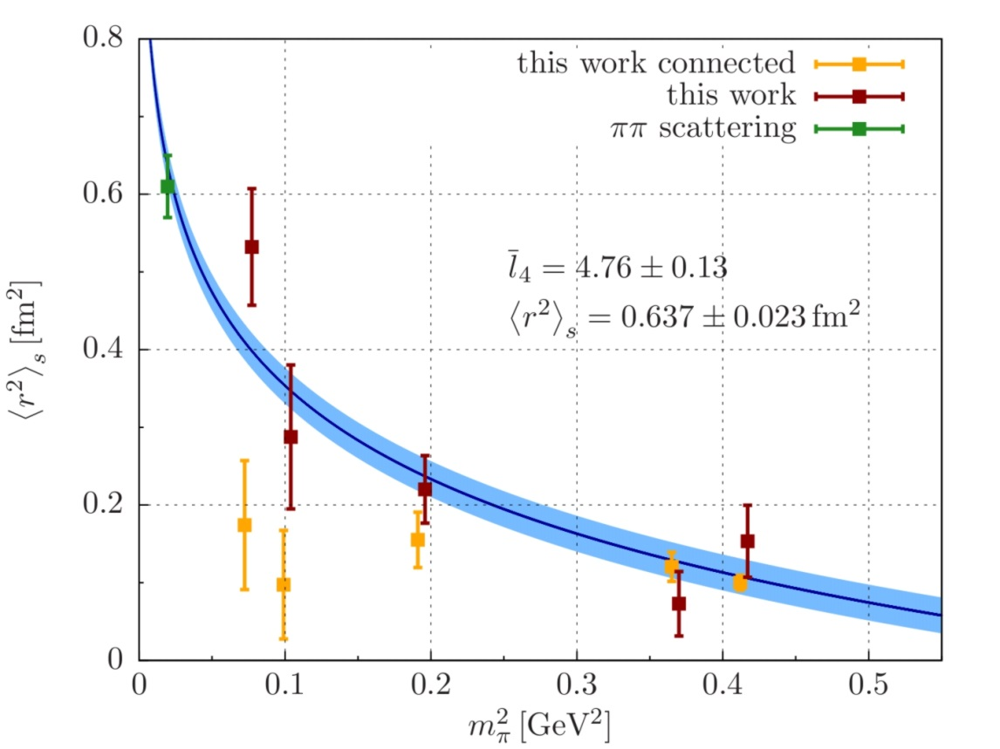 0.8
0.6
0.4
0.2
0
⟨r²⟩ₛ [fm²]
this work connected
this work
ππ scattering
l̄₄ = 4.76 ± 0.13
⟨r²⟩ₛ = 0.637 ± 0.023 fm²
0 0.1 0.2 0.3 0.4 0.5
m²π [GeV²]